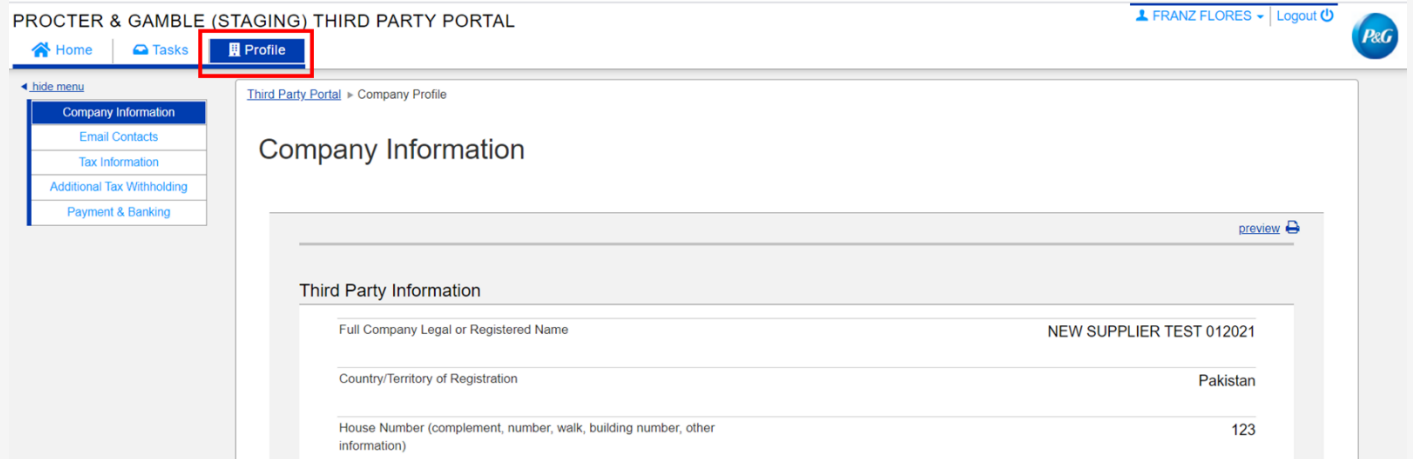 PROCTER & GAMBLE (STAGING) THIRD PARTY PORTAL
FRANZ FLORES Logout
P&G
Home Tasks Profile
hide menu
Company Information
Email Contacts
Tax Information
Additional Tax Withholding
Payment & Banking
Third Party Portal Company Profile
Company Information
preview
Third Party Information
Full Company Legal or Registered Name NEW SUPPLIER TEST 012021
Country/Territory of Registration Pakistan
House Number (complement, number, walk, building number, other 123
information)